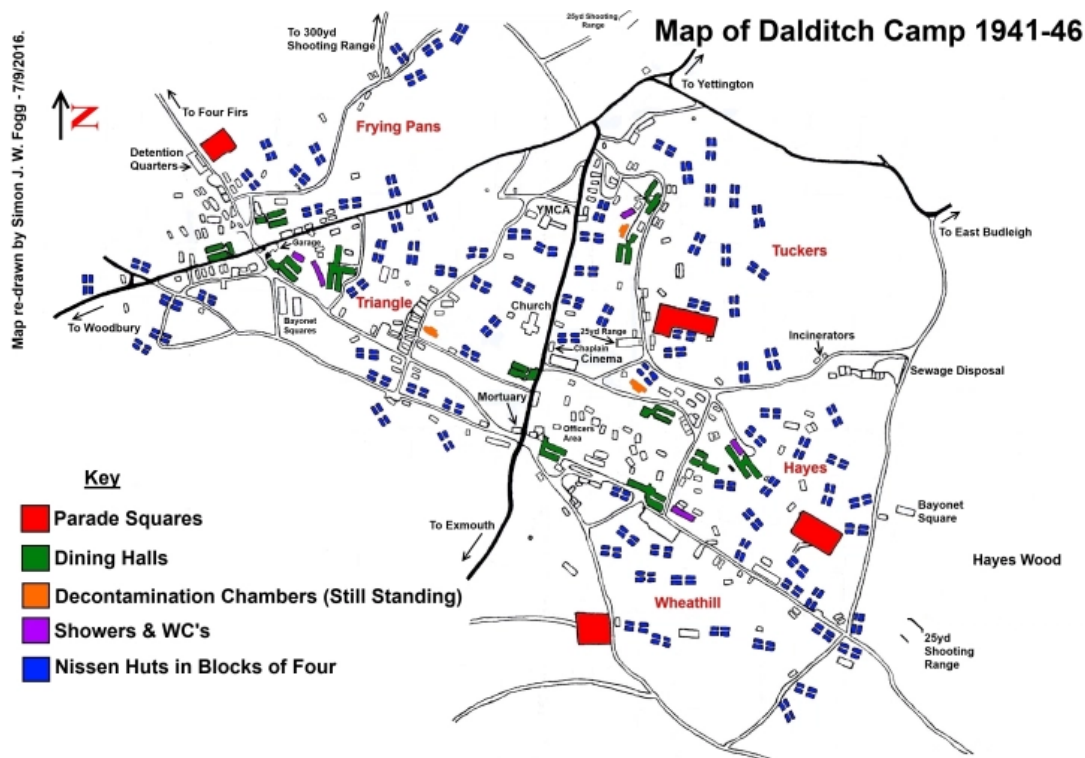 Map of Dalditch Camp 1941-46
Map re-drawn by Simon J. W. Fogg - 7/9/2016.
N
25yd Shooting
Range
To 300yd
Shooting Range
To Yettington
To Four Firs
Frying Pans
Detention
Quarters
YMCA
To East Budleigh
Garage
Tuckers
Triangle
Church
To Woodbury
Bayonet
Squares
25yd Range
Chaplain
Cinema
Incinerators
Sewage Disposal
Mortuary
Officers
Area
Hayes
Bayonet
Square
To Exmouth
Hayes Wood
Wheathill
25yd
Shooting
Range
Key
Parade Squares
Dining Halls
Decontamination Chambers (Still Standing)
Showers & WC's
Nissen Huts in Blocks of Four